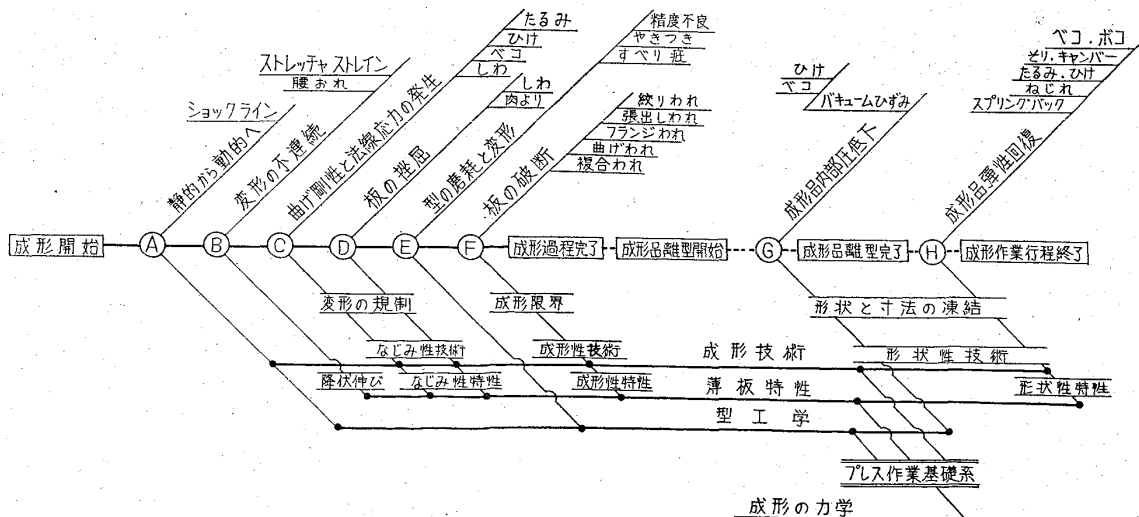 たるみ
ひけ
ベコ
しわ
精度不良
やきつき
すべり疵
ベコ.ボコ
そり.キャンバー
たるみ.ひけ
ねじれ
スプリングバック
ストレッチャストレイン
腰おれ
しわ
肉より
ひけ
ベコ
バキュームひずみ
ショックライン
絞りわれ
張出しわれ
フランジわれ
曲げわれ
複合われ
静的から動的へ
変形の不連続
曲げ剛性と法線応力の発生
板の挫屈
型の磨耗と変形
板の破断
成形品内部圧低下
成形品彈性回復
成形開始
A
B
C
D
E
F
成形過程完了
成形品離型開始
G
成形品離型完了
H
成形作業行程終了
変形の規制
成形限界
形状と寸法の凍結
なじみ性技術
成形性技術
成形技術
形状性技術
降伏伸び
なじみ性特性
成形性特性
薄板特性
形状性特性
型工学
プレス作業基礎系
成形の力学